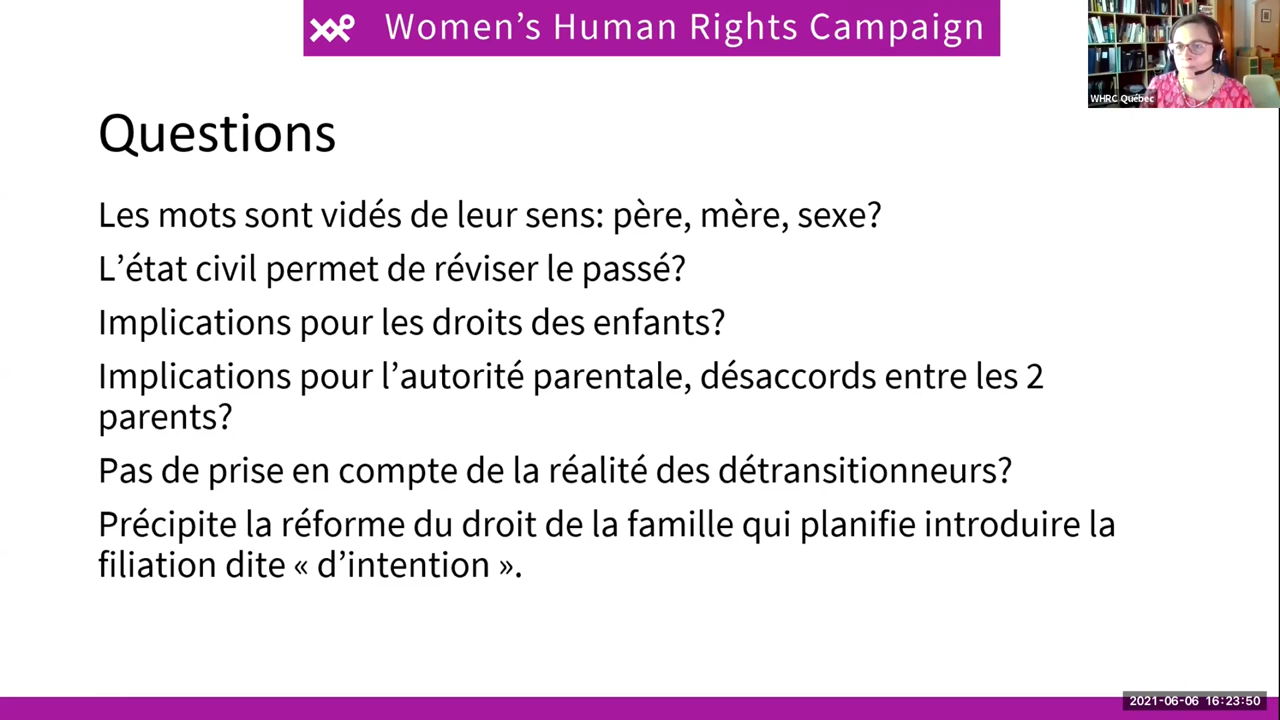 Women's Human Rights Campaign
WHRC Québec
Questions
Les mots sont vidés de leur sens: père, mère, sexe?
L'état civil permet de réviser le passé?
Implications pour les droits des enfants?
Implications pour l'autorité parentale, désaccords entre les 2
parents?
Pas de prise en compte de la réalité des détransitionneurs?
Précipite la réforme du droit de la famille qui planifie introduire la
filiation dite « d'intention ».
2021-06-06 16:23:50